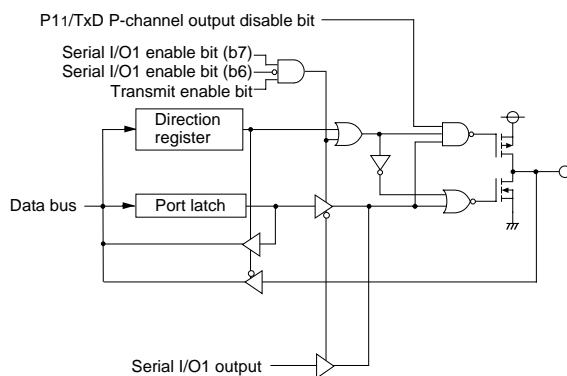 P11/TxD P-channel output disable bit
Serial I/O1 enable bit (b7)
Serial I/O1 enable bit (b6)
Transmit enable bit
Direction
register
Data bus
Port latch
Serial I/O1 output